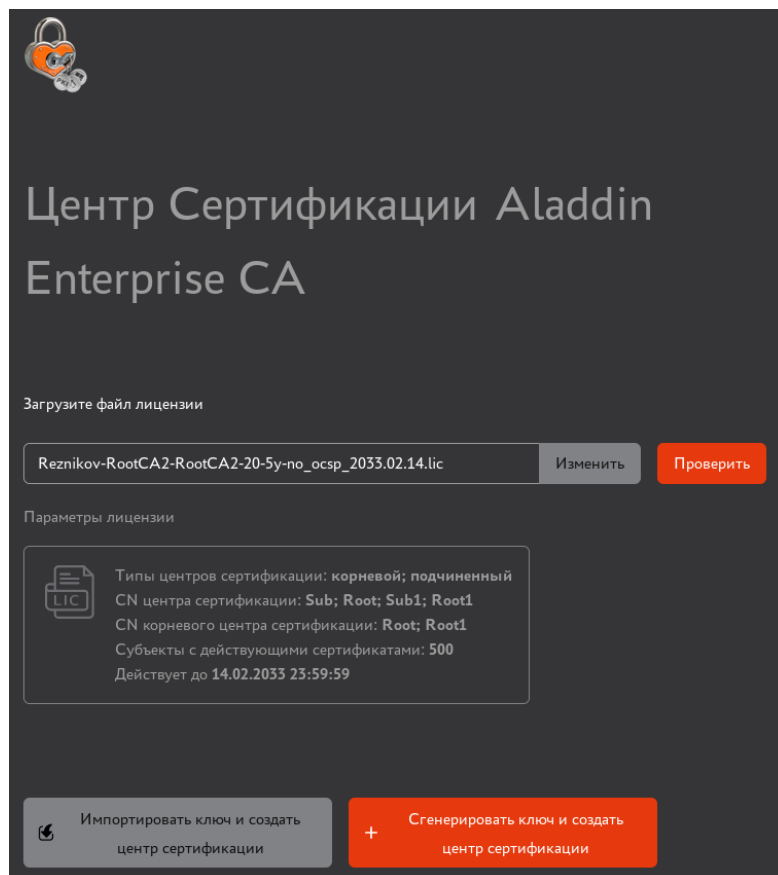 Центр Сертификации Aladdin
Enterprise CA
Загрузите файл лицензии
Reznikov-RootCA2-RootCA2-20-5y-no_ocsp_2033.02.14.lic
Изменить
Проверить
Параметры лицензии
LIC
Типы центров сертификации: корневой; подчиненный
CN центра сертификации: Sub; Root; Sub1; Root1
CN корневого центра сертификации: Root; Root1
Субъекты с действующими сертификатами: 500
Действует до 14.02.2033 23:59:59
Импортировать ключ и создать
центр сертификации
Сгенерировать ключ и создать
центр сертификации